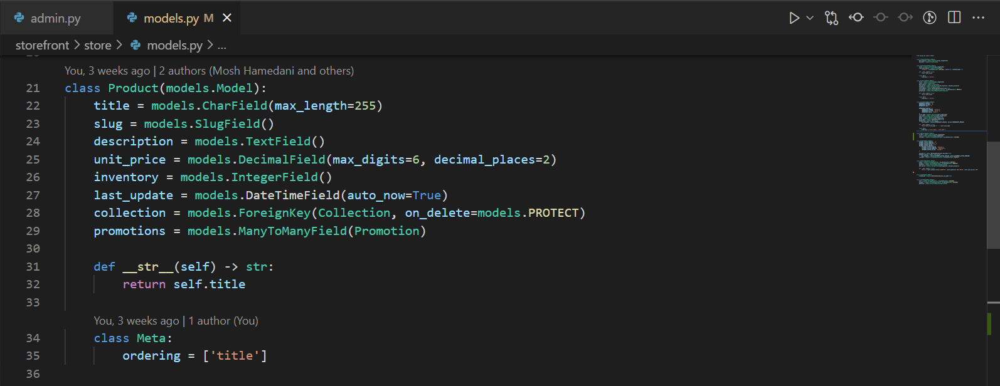 admin.py models.py M
storefront > store > models.py > ...
You, 3 weeks ago | 2 authors (Mosh Hamedani and others)
21 class Product(models.Model):
22 title = models.CharField(max_length=255)
23 slug = models.SlugField()
24 description = models.TextField()
25 unit_price = models.DecimalField(max_digits=6, decimal_places=2)
26 inventory = models.IntegerField()
27 last_update = models.DateTimeField(auto_now=True)
28 collection = models.ForeignKey(Collection, on_delete=models.PROTECT)
29 promotions = models.ManyToManyField(Promotion)
30
31 def __str__(self) -> str:
32 return self.title
33
You, 3 weeks ago | 1 author (You)
34 class Meta:
35 ordering = ['title']
36